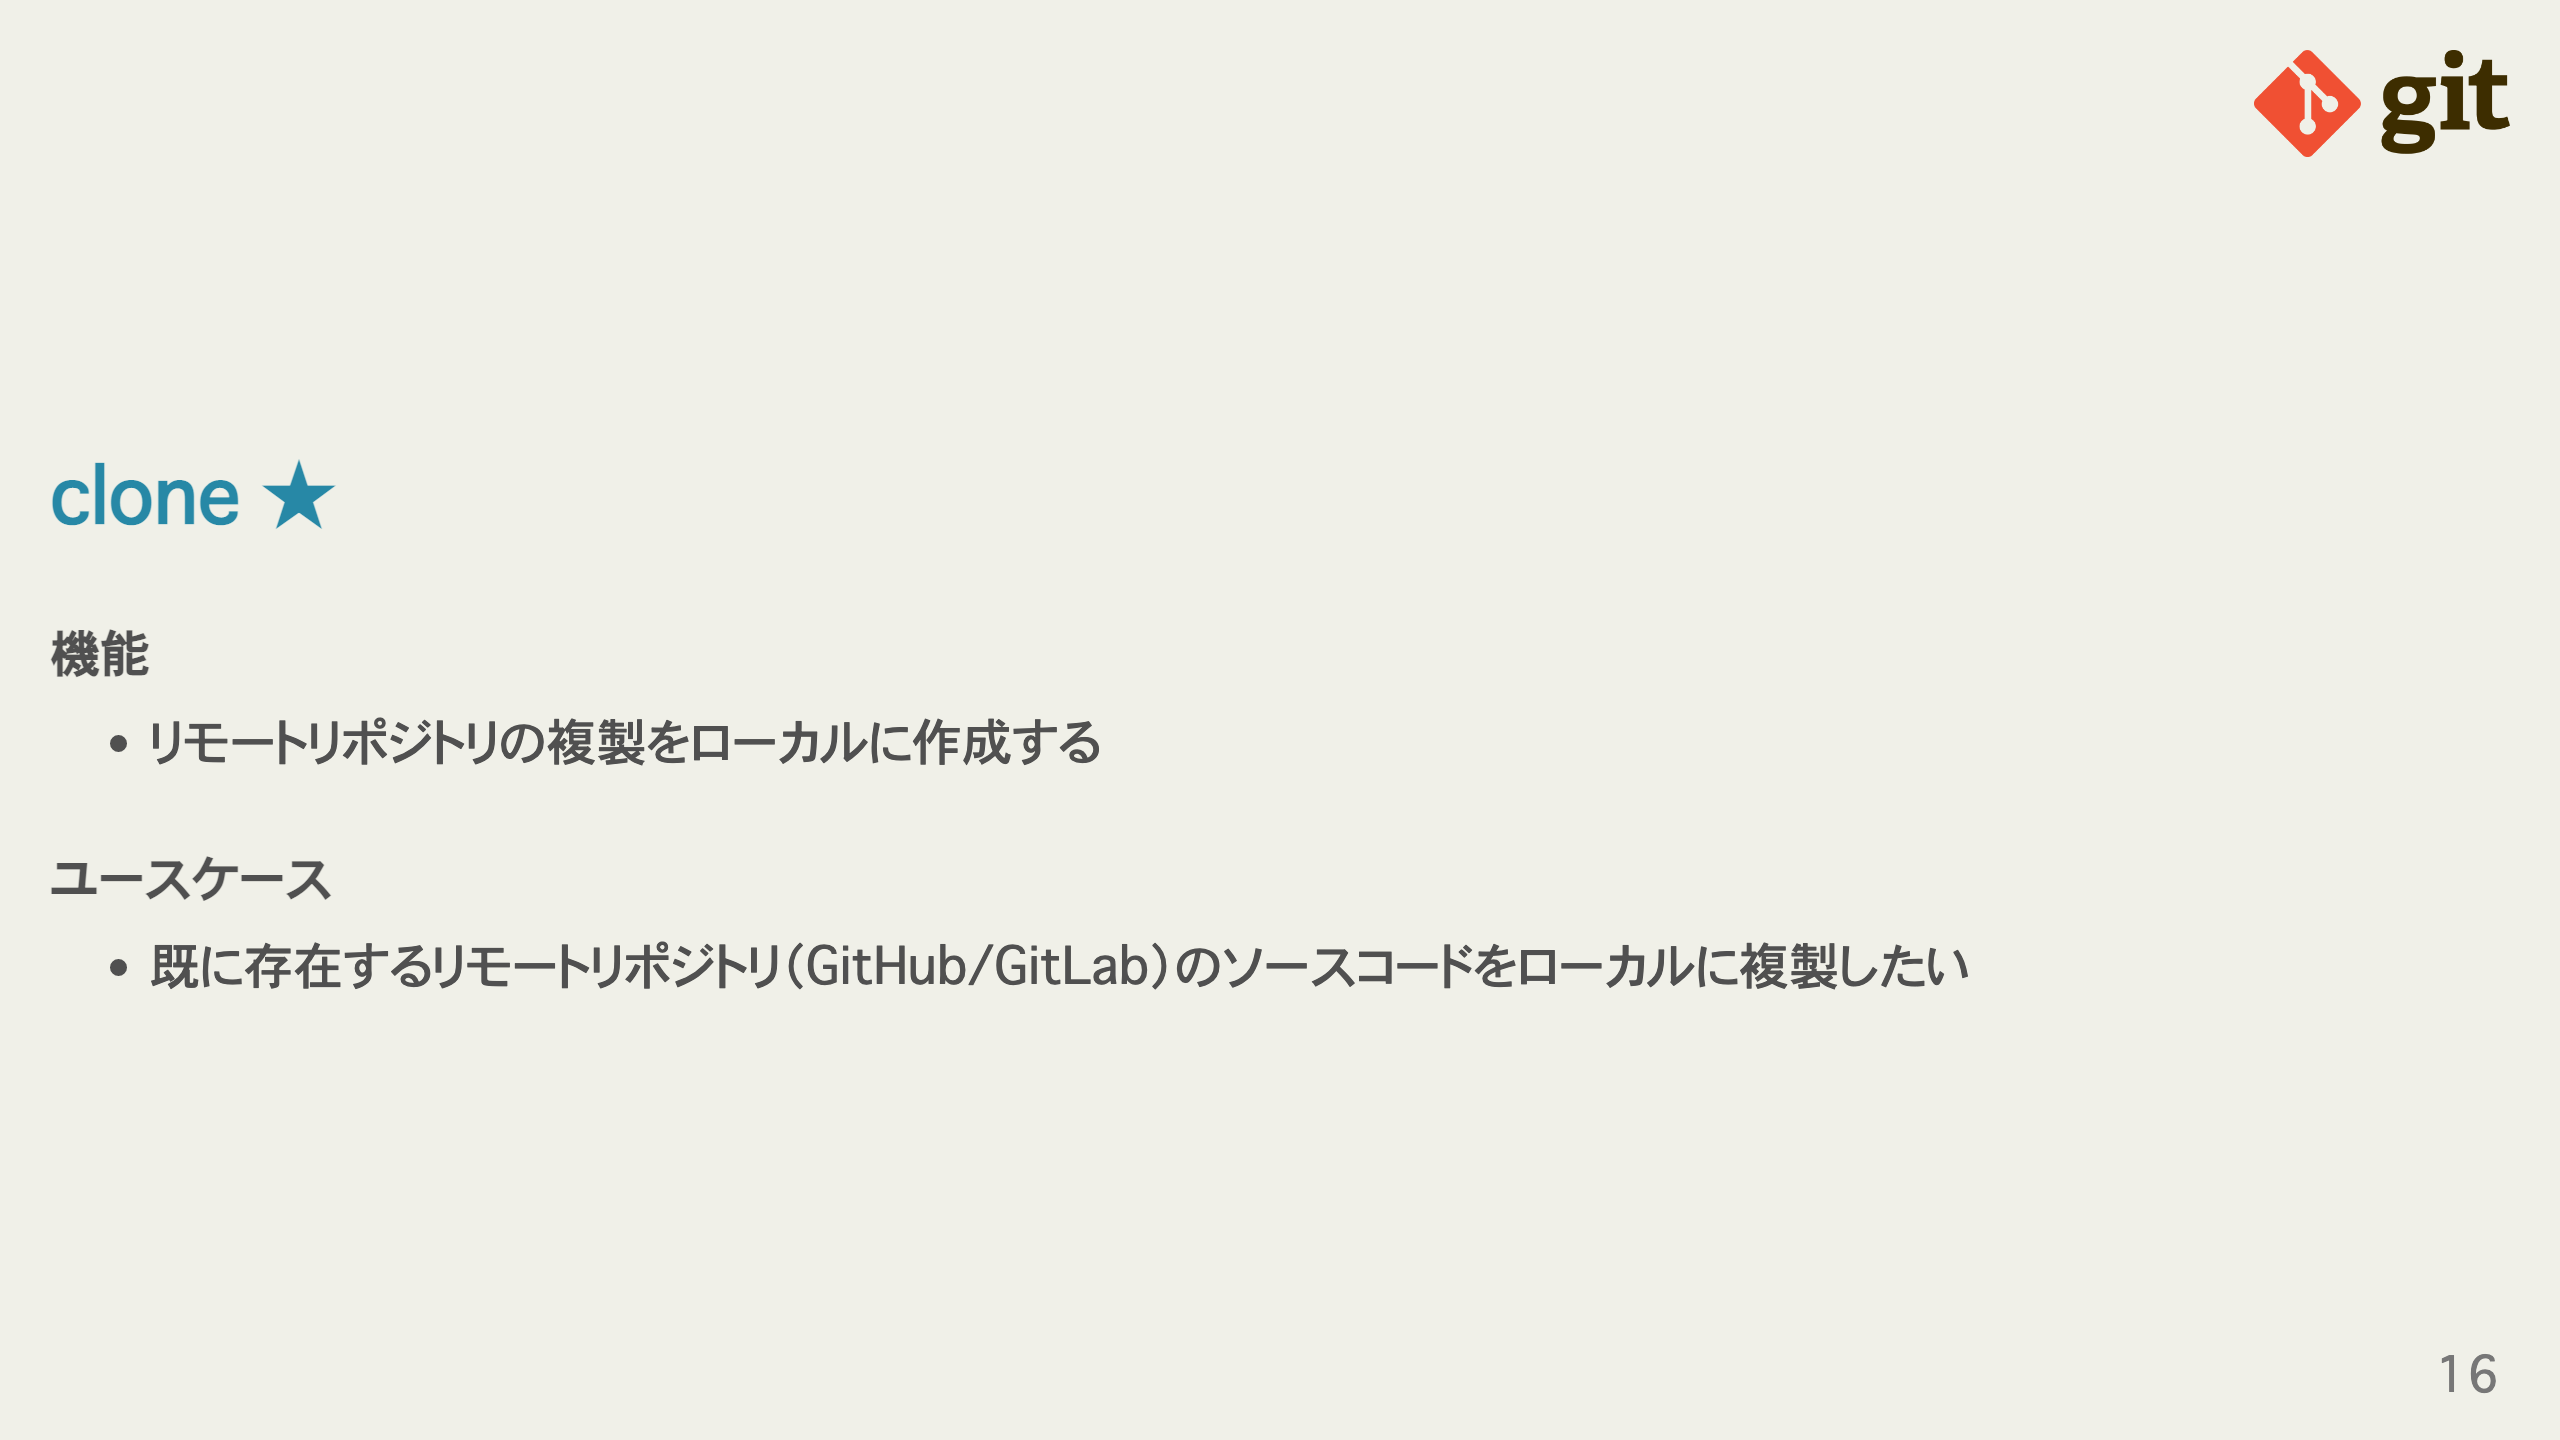 git
clone ★
機能
• リモートリポジトリの複製をローカルに作成する
ユースケース
• 既に存在するリモートリポジトリ(GitHub/GitLab)のソースコードをローカルに複製したい
16